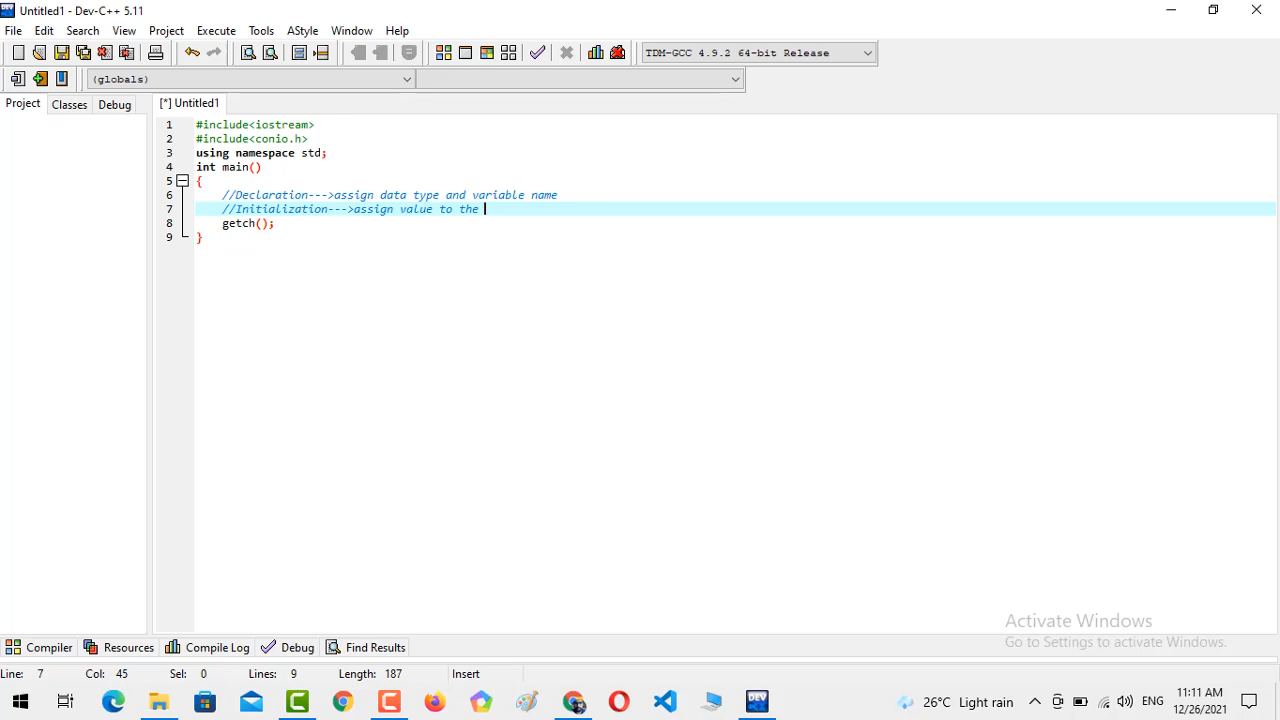 Untitled1 - Dev-C++ 5.11
File Edit Search View Project Execute Tools AStyle Window Help
TDM-GCC 4.9.2 64-bit Release
(globals)
Project Classes Debug [*] Untitled1
1 #include<iostream>
2 #include<conio.h>
3 using namespace std;
4 int main()
5 {
6 //Declaration--->assign data type and variable name
7 //Initialization--->assign value to the
8 getch();
9 }
Activate Windows
Go to Settings to activate Windows.
Compiler Resources Compile Log Debug Find Results
Line: 7 Col: 45 Sel: 0 Lines: 9 Length: 187 Insert
26°C Light rain ENG 11:11 AM
12/26/2021